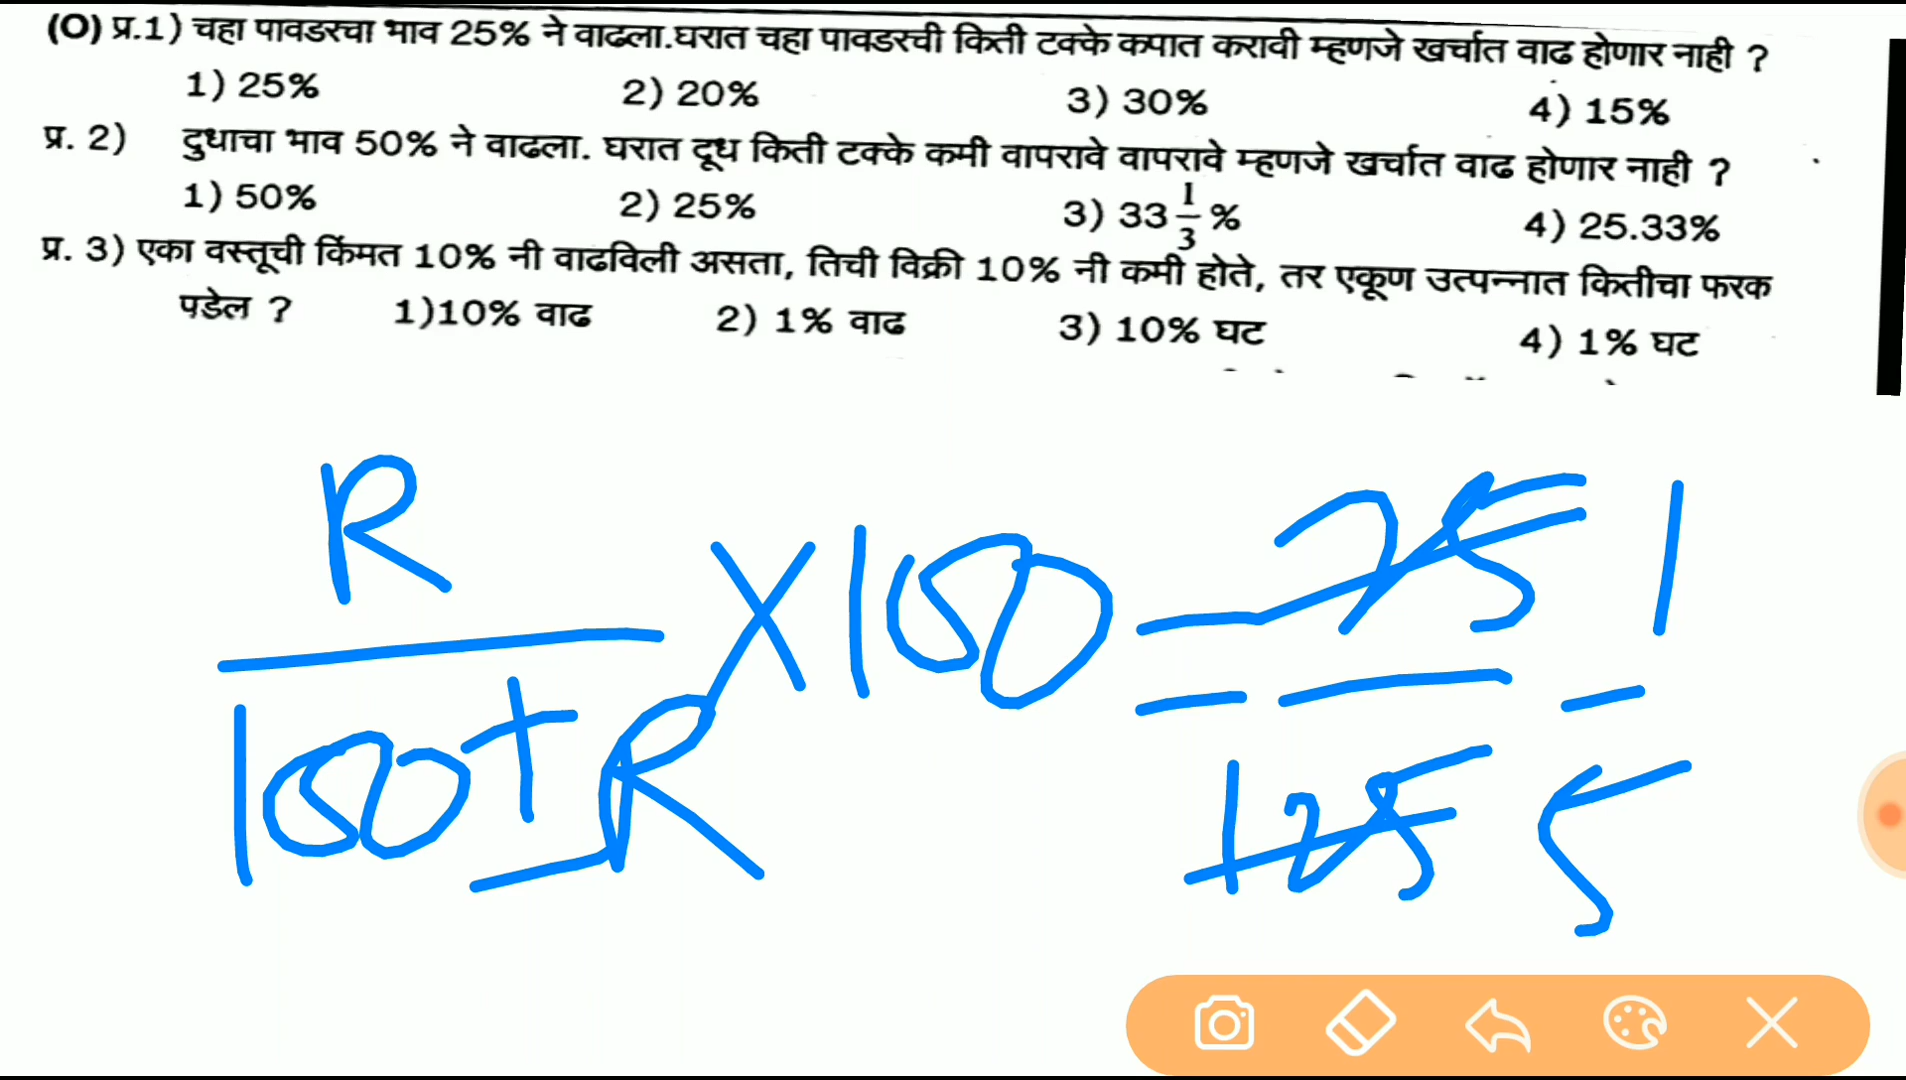 (O) प्र.1) चहा पावडरचा भाव 25% ने वाढला.घरात चहा पावडरची किती टक्के कपात करावी म्हणजे खर्चात वाढ होणार नाही ?
1) 25% 2) 20% 3) 30% 4) 15%
प्र. 2) दुधाचा भाव 50% ने वाढला. घरात दूध किती टक्के कमी वापरावे वापरावे म्हणजे खर्चात वाढ होणार नाही ?
1) 50% 2) 25% 3) 33 1/3 % 4) 25.33%
प्र. 3) एका वस्तूची किंमत 10% नी वाढविली असता, तिची विक्री 10% नी कमी होते, तर एकूण उत्पन्नात कितीचा फरक
पडेल ? 1)10% वाढ 2) 1% वाढ 3) 10% घट 4) 1% घट
R/100±R ×100 = 25/125 = 1/5